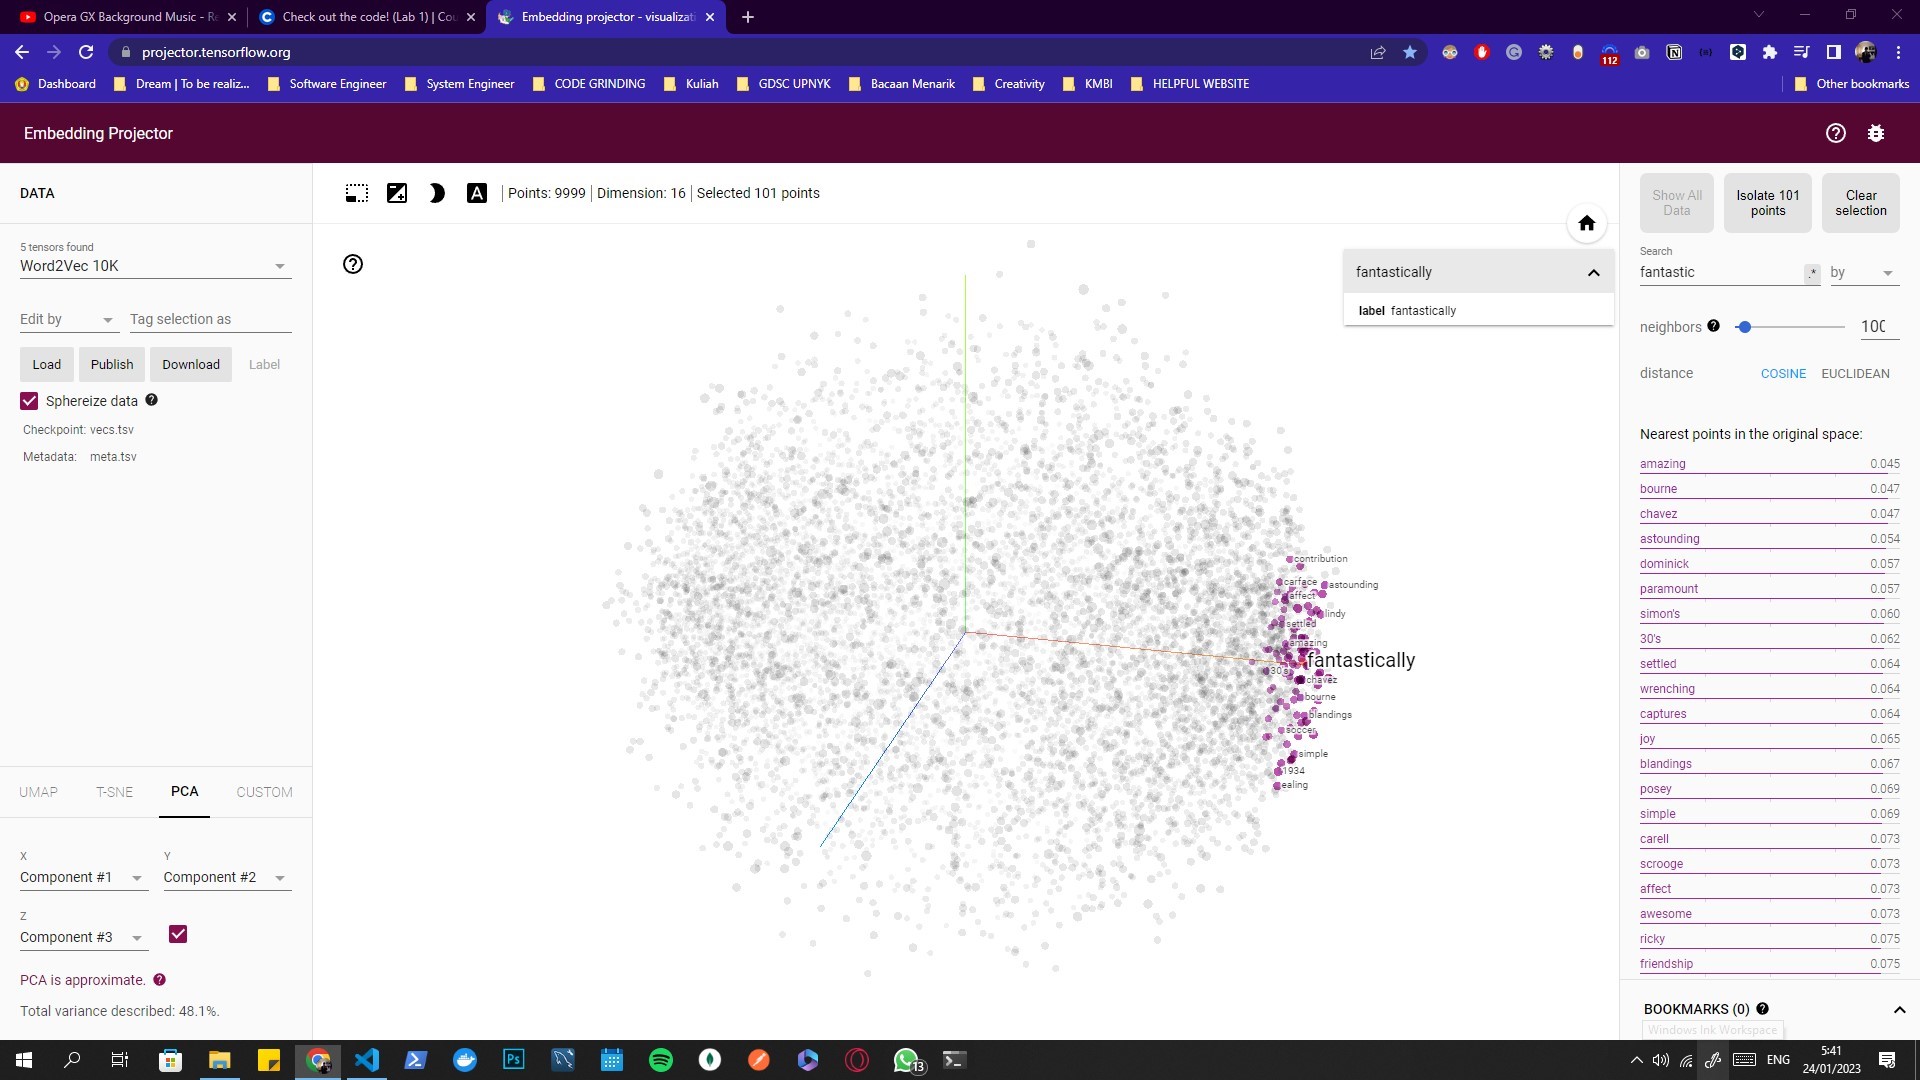 Opera GX Background Music - Re
Check out the code! (Lab 1) | Cou
Embedding projector - visualizati
projector.tensorflow.org
112
Dashboard
Dream | To be realiz...
Software Engineer
System Engineer
CODE GRINDING
Kuliah
GDSC UPNYK
Bacaan Menarik
Creativity
KMBI
HELPFUL WEBSITE
Other bookmarks
Embedding Projector
DATA
5 tensors found
Word2Vec 10K
Edit by
Tag selection as
Load
Publish
Download
Label
Sphereize data
Checkpoint: vecs.tsv
Metadata: meta.tsv
UMAP
T-SNE
PCA
CUSTOM
X
Component #1
Y
Component #2
Z
Component #3
PCA is approximate.
Total variance described: 48.1%.
A
Points: 9999 | Dimension: 16 | Selected 101 points
fantastically
label fantastically
contribution
carface
astounding
affect
lindy
settled
amazing
fantastically
30's
chavez
bourne
blandings
soccer
simple
1934
ealing
Show All
Data
Isolate 101
points
Clear
selection
Search
fantastic
.*
by
neighbors
100
distance
COSINE
EUCLIDEAN
Nearest points in the original space:
amazing 0.045
bourne 0.047
chavez 0.047
astounding 0.054
dominick 0.057
paramount 0.057
simon's 0.060
30's 0.062
settled 0.064
wrenching 0.064
captures 0.064
joy 0.065
blandings 0.067
posey 0.069
simple 0.069
carell 0.073
scrooge 0.073
affect 0.073
awesome 0.073
ricky 0.075
friendship 0.075
BOOKMARKS (0)
Windows Ink Workspace
Ps
13
ENG
5:41
24/01/2023